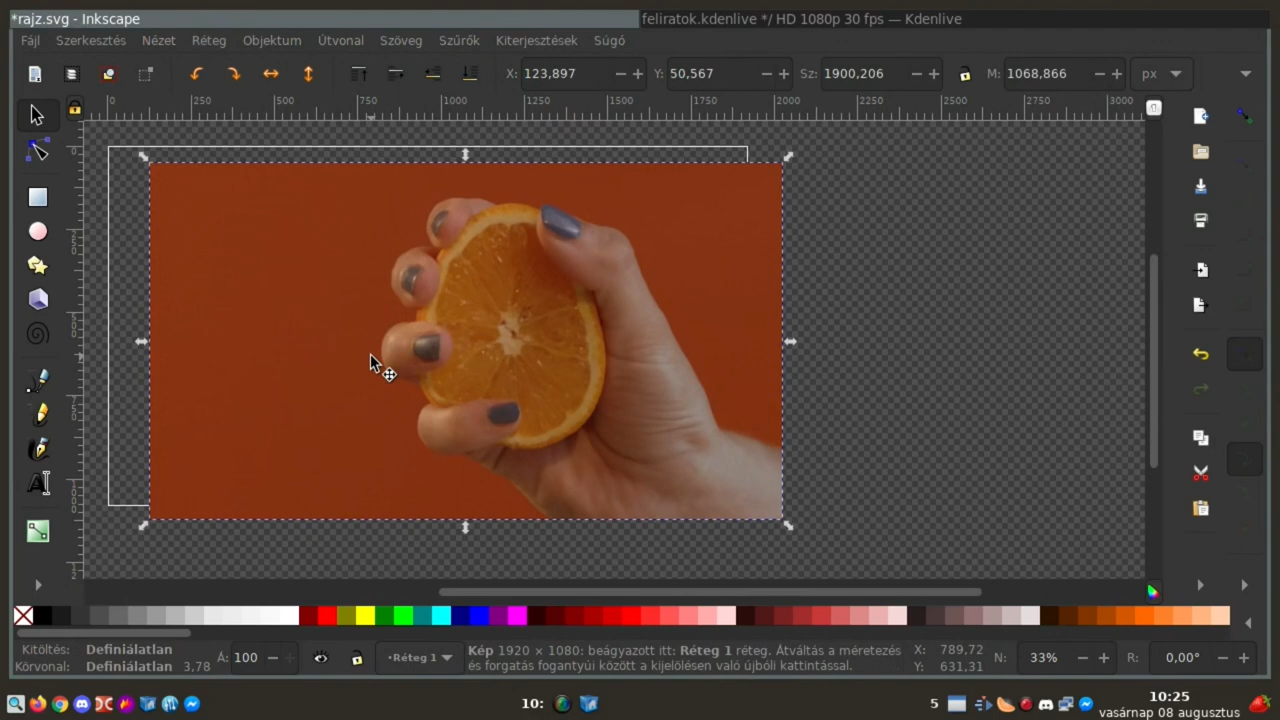 *rajz.svg - Inkscape
feliratok.kdenlive */ HD 1080p 30 fps — Kdenlive
Fájl Szerkesztés Nézet Réteg Objektum Útvonal Szöveg Szűrők Kiterjesztések Súgó
X: 123,897 − + Y: 50,567 − + Sz: 1900,206 − + M: 1068,866 − + px
0 250 500 750 1000 1250 1500 1750 2000 2250 2500 2750 3000
Kitöltés: Definiálatlan
Körvonal: Definiálatlan 3,78
Á: 100 − +
•Réteg 1
Kép 1920 × 1080: beágyazott itt: Réteg 1 réteg. Átváltás a méretezés
és forgatás fogantyúi között a kijelölésen való újbóli kattintással.
X: 789,72
Y: 631,31
N: 33% − + R: 0,00° − +
10:
5
10:25
vasárnap 08 augusztus